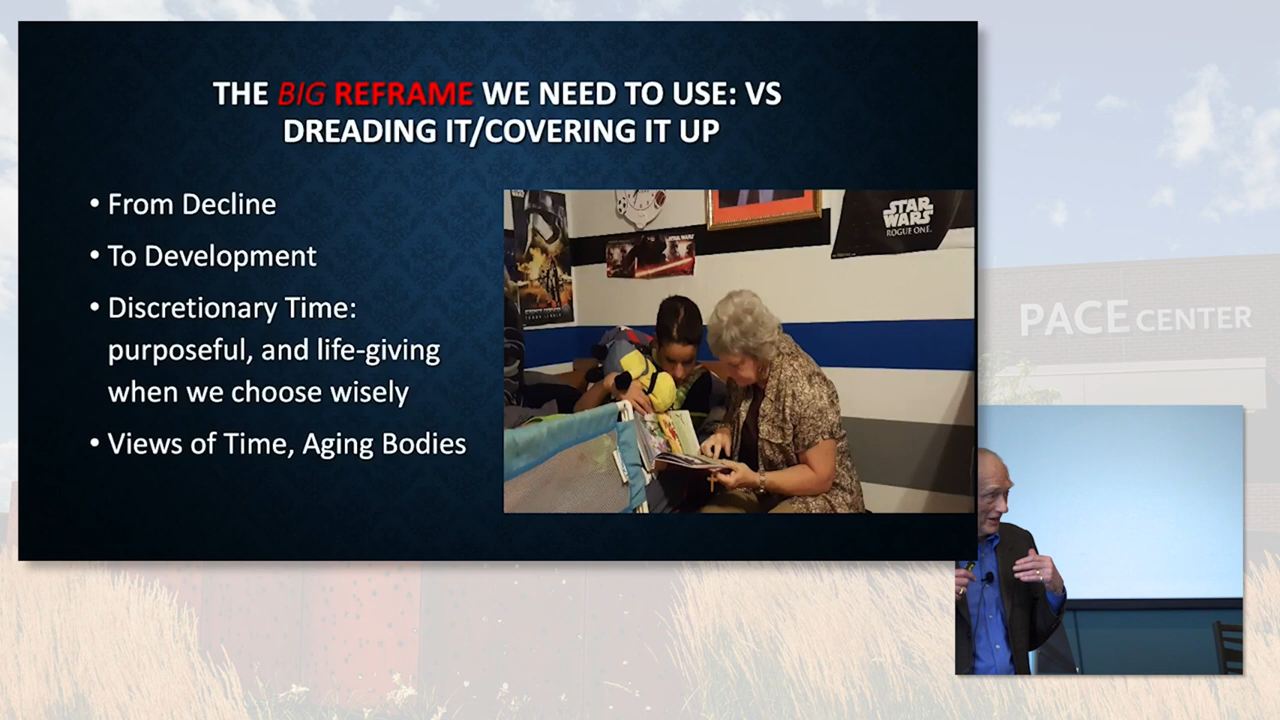 THE BIG REFRAME WE NEED TO USE: VS
DREADING IT/COVERING IT UP
• From Decline
• To Development
• Discretionary Time:
purposeful, and life-giving
when we choose wisely
• Views of Time, Aging Bodies
STAR
WARS
ROGUE ONE
PACE CENTER